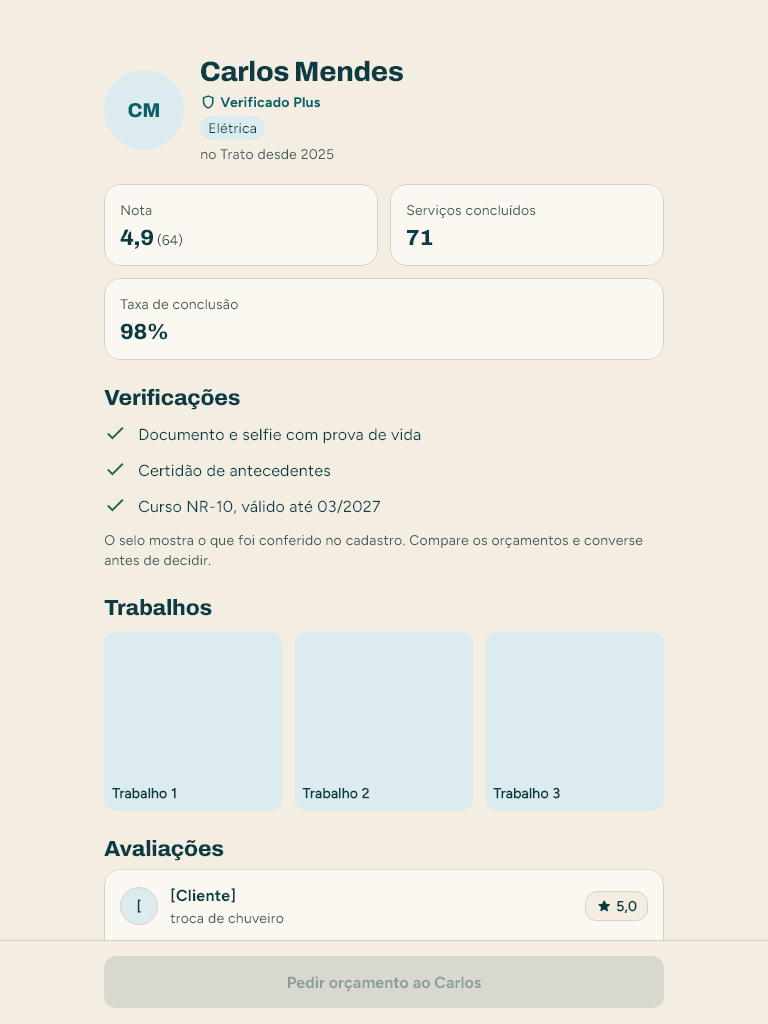 CM
Carlos Mendes
Verificado Plus
Elétrica
no Trato desde 2025
Nota
4,9 (64)
Serviços concluídos
71
Taxa de conclusão
98%
Verificações
Documento e selfie com prova de vida
Certidão de antecedentes
Curso NR-10, válido até 03/2027
O selo mostra o que foi conferido no cadastro. Compare os orçamentos e converse
antes de decidir.
Trabalhos
Trabalho 1
Trabalho 2
Trabalho 3
Avaliações
[
[Cliente]
troca de chuveiro
5,0
Pedir orçamento ao Carlos